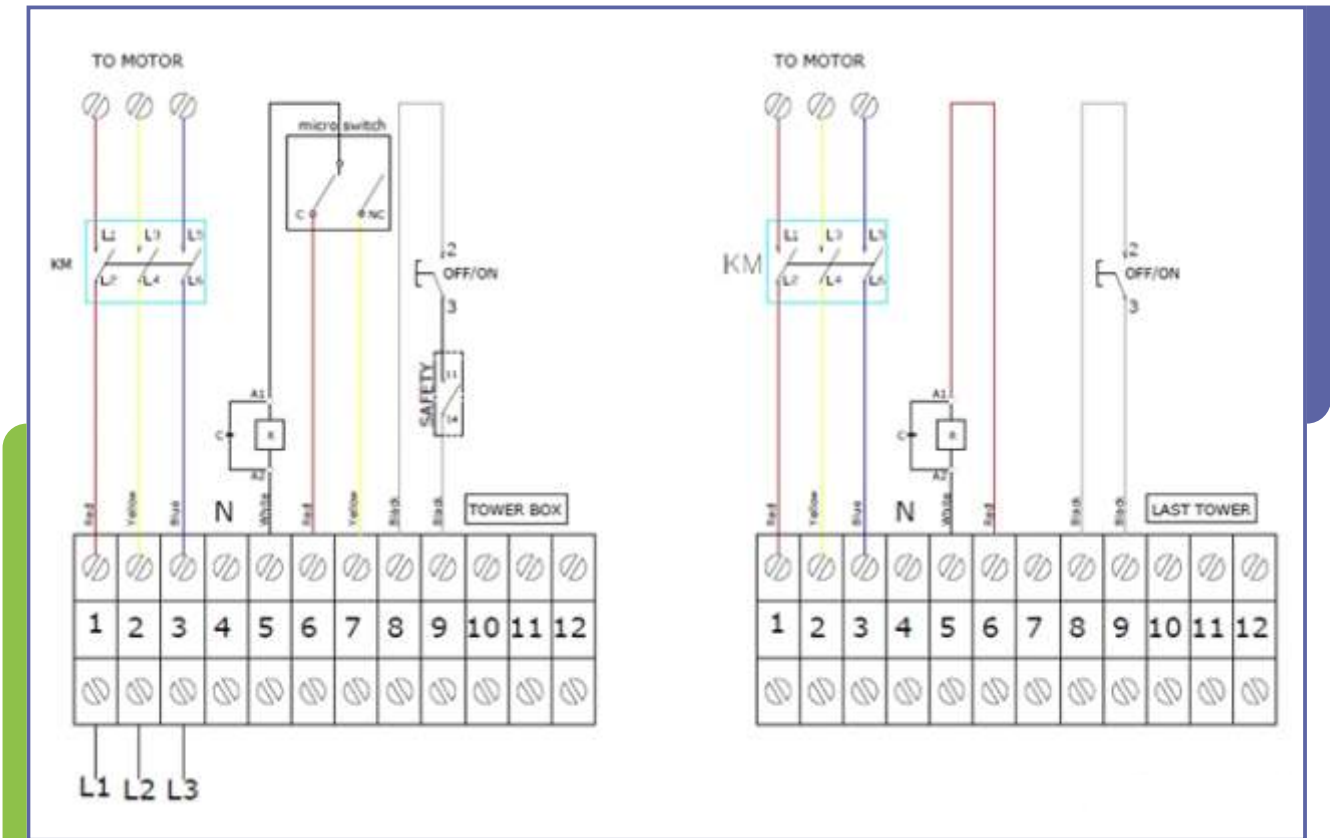 TO MOTOR
micro switch
C
NC
L1 L3 L5
KM
L2 L4 L6
2
OFF/ON
3
SAFETY
11
14
A1
C
R
A2
Red
Yellow
Blue
N
White
Red
Yellow
Black
Black
TOWER BOX
1 2 3 4 5 6 7 8 9 10 11 12
L1 L2 L3
TO MOTOR
L1 L3 L5
KM
L2 L4 L6
2
OFF/ON
3
A1
C
R
A2
Red
Yellow
Blue
N
White
Red
Black
Black
LAST TOWER
1 2 3 4 5 6 7 8 9 10 11 12